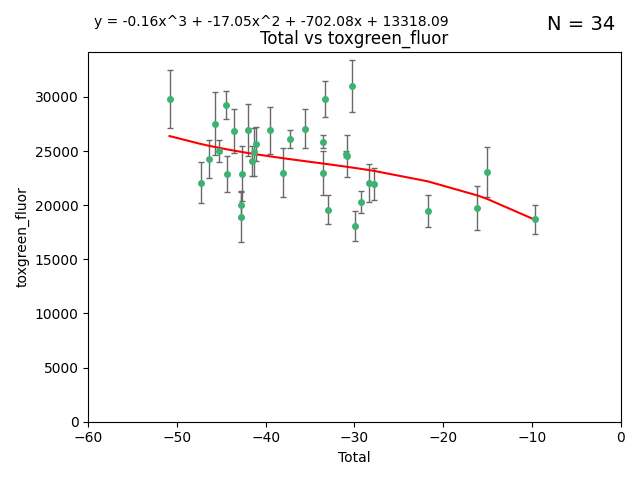 y = -0.16x^3 + -17.05x^2 + -702.08x + 13318.09
N = 34
Total vs toxgreen_fluor
30000
25000
20000
15000
10000
5000
0
toxgreen_fluor
−60
−50
−40
−30
−20
−10
0
Total